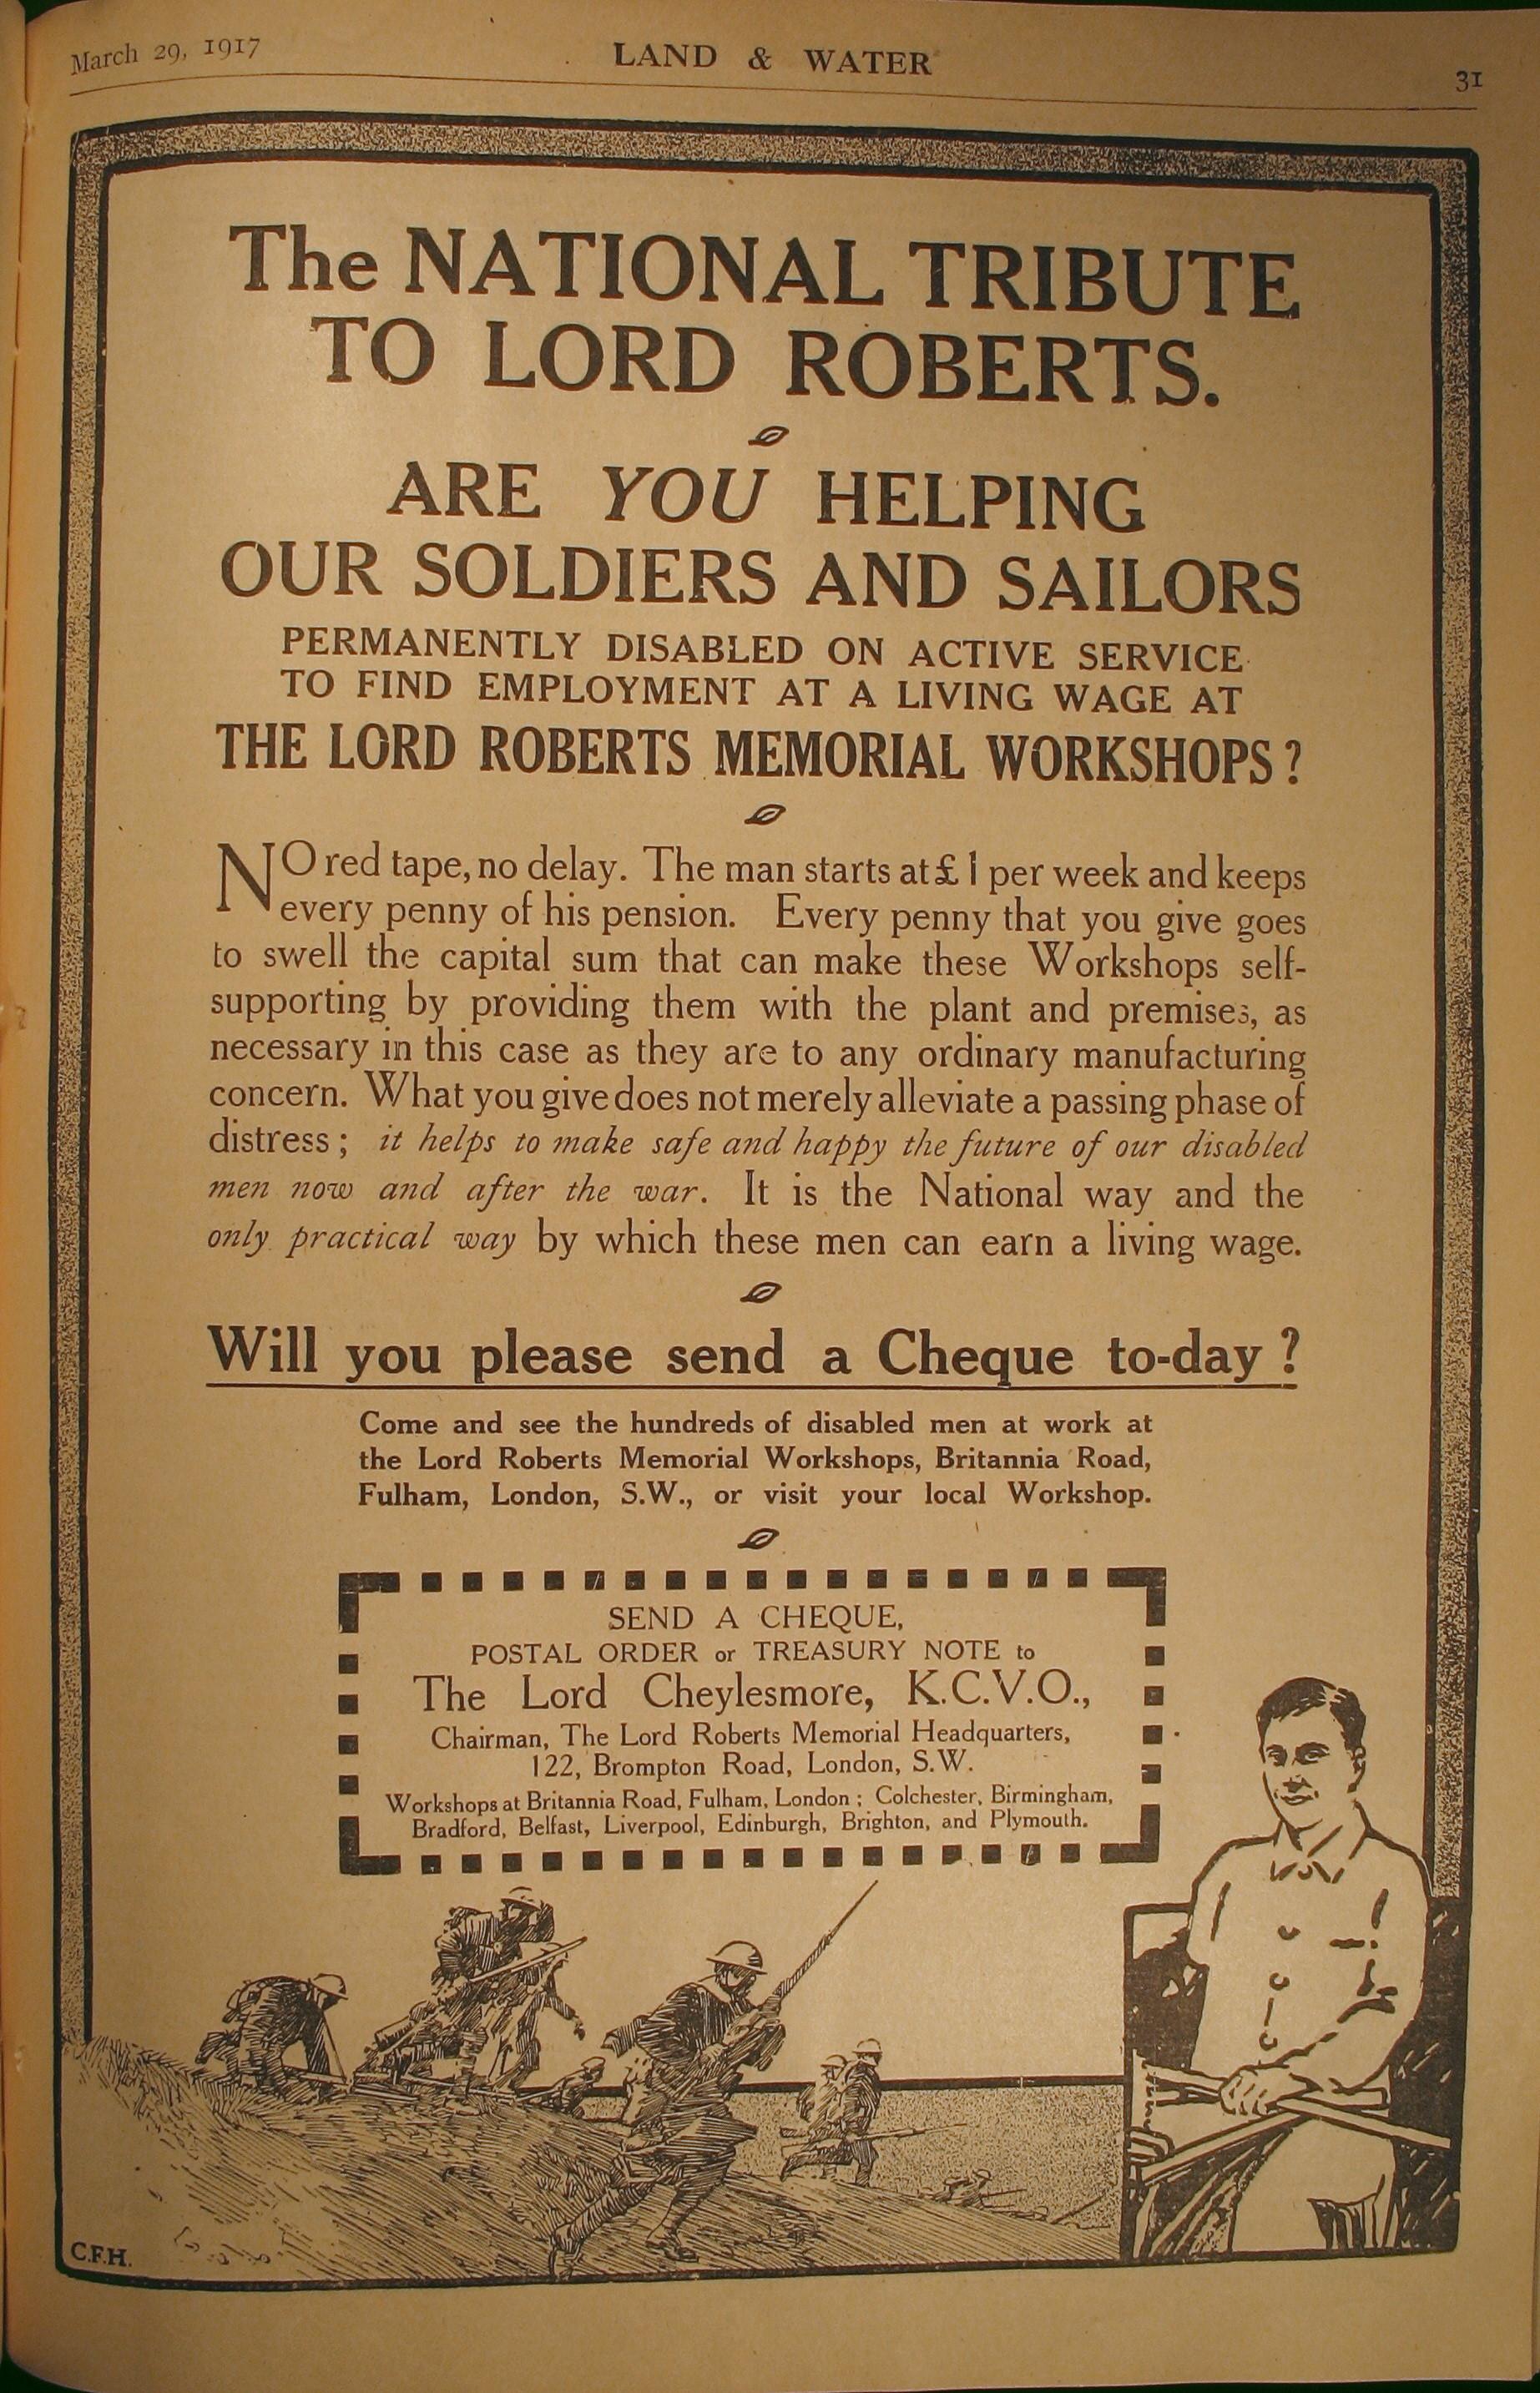 March 29, 1917
LAND & WATER
31
The NATIONAL TRIBUTE
TO LORD ROBERTS.
ARE YOU HELPING
OUR SOLDIERS AND SAILORS
PERMANENTLY DISABLED ON ACTIVE SERVICE
TO FIND EMPLOYMENT AT A LIVING WAGE AT
THE LORD ROBERTS MEMORIAL WORKSHOPS ?
NO red tape, no delay. The man starts at £1 per week and keeps
every penny of his pension. Every penny that you give goes
to swell the capital sum that can make these Workshops self-
supporting by providing them with the plant and premises, as
necessary in this case as they are to any ordinary manufacturing
concern. What you give does not merely alleviate a passing phase of
distress ; it helps to make safe and happy the future of our disabled
men now and after the war. It is the National way and the
only practical way by which these men can earn a living wage.
Will you please send a Cheque to-day ?
Come and see the hundreds of disabled men at work at
the Lord Roberts Memorial Workshops, Britannia Road,
Fulham, London, S.W., or visit your local Workshop.
SEND A CHEQUE,
POSTAL ORDER or TREASURY NOTE to
The Lord Cheylesmore, K.C.V.O.,
Chairman, The Lord Roberts Memorial Headquarters,
122, Brompton Road, London, S.W.
Workshops at Britannia Road, Fulham, London ; Colchester, Birmingham,
Bradford, Belfast, Liverpool, Edinburgh, Brighton, and Plymouth.
C.F.H.